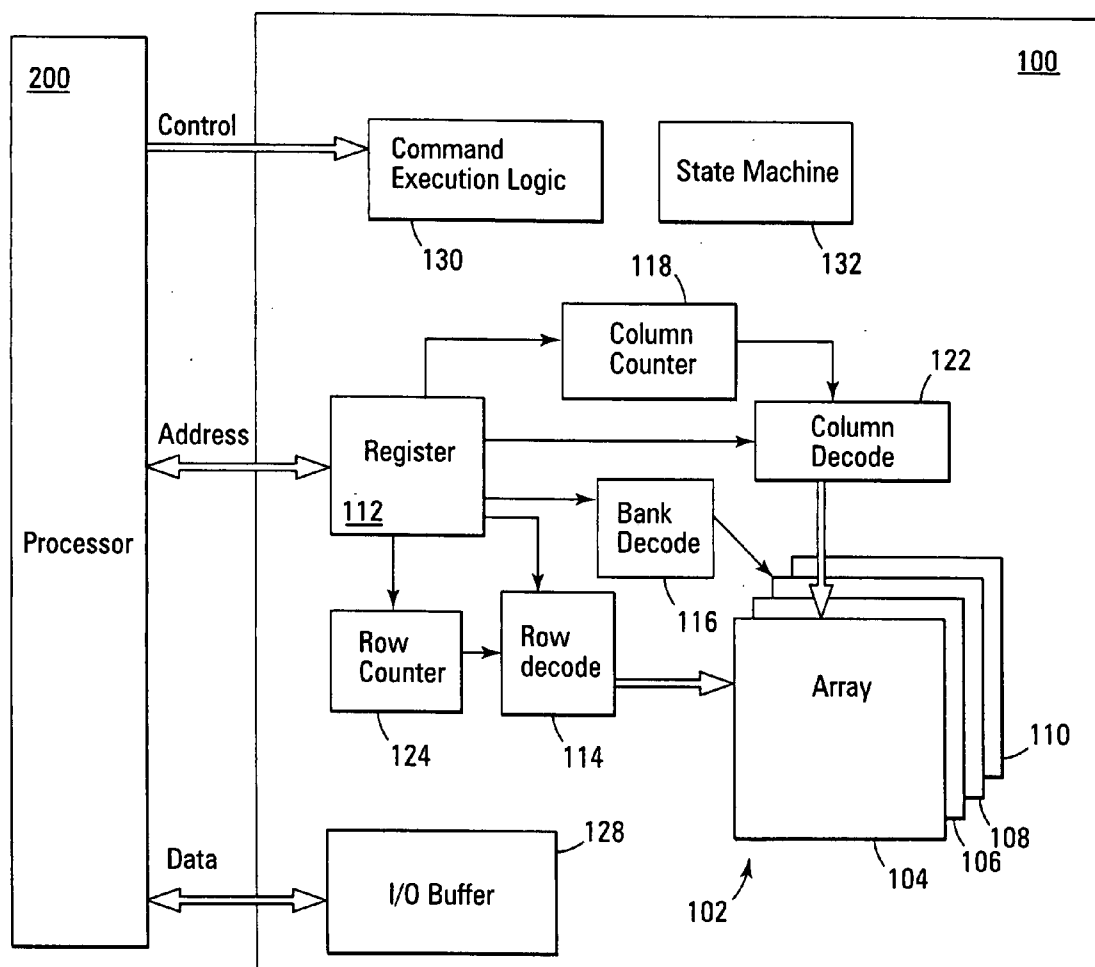 200
100
Control
Command
Execution Logic
130
State Machine
132
118
Column
Counter
122
Column
Decode
Address
Register
112
Bank
Decode
116
Processor
Row
Counter
124
Row
decode
114
Array
110
108
106
104
102
Data
128
I/O Buffer